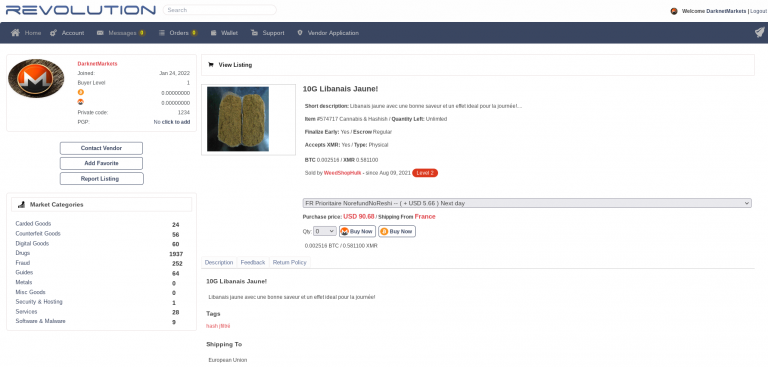 REVOLUTION
Search
Welcome DarknetMarkets | Logout
Home
Account
Messages 0
Orders 0
Wallet
Support
Vendor Application
DarknetMarkets
Joined: Jan 24, 2022
Buyer Level 1
0.00000000
0.00000000
Private code: 1234
PGP: No click to add
Contact Vendor
Add Favorite
Report Listing
Market Categories
Carded Goods 24
Counterfeit Goods 56
Digital Goods 60
Drugs 1937
Fraud 252
Guides 64
Metals 0
Misc Goods 0
Security & Hosting 1
Services 28
Software & Malware 9
View Listing
10G Libanais Jaune!
Short description: Libanais jaune avec une bonne saveur et un effet ideal pour la journée!...
Item #574717 Cannabis & Hashish / Quantity Left: Unlimited
Finalize Early: Yes / Escrow Regular
Accepts XMR: Yes / Type: Physical
BTC 0.002516 / XMR 0.581100
Sold by WeedShopHulk - since Aug 09, 2021 Level 2
FR Prioritaire NorefundNoReshi -- ( + USD 5.66 ) Next day
Purchase price: USD 90.68 / Shipping From France
Qty: 0 Buy Now Buy Now
0.002516 BTC / 0.581100 XMR
Description Feedback Return Policy
10G Libanais Jaune!
Libanais jaune avec une bonne saveur et un effet ideal pour la journée!
Tags
Shipping To
European Union